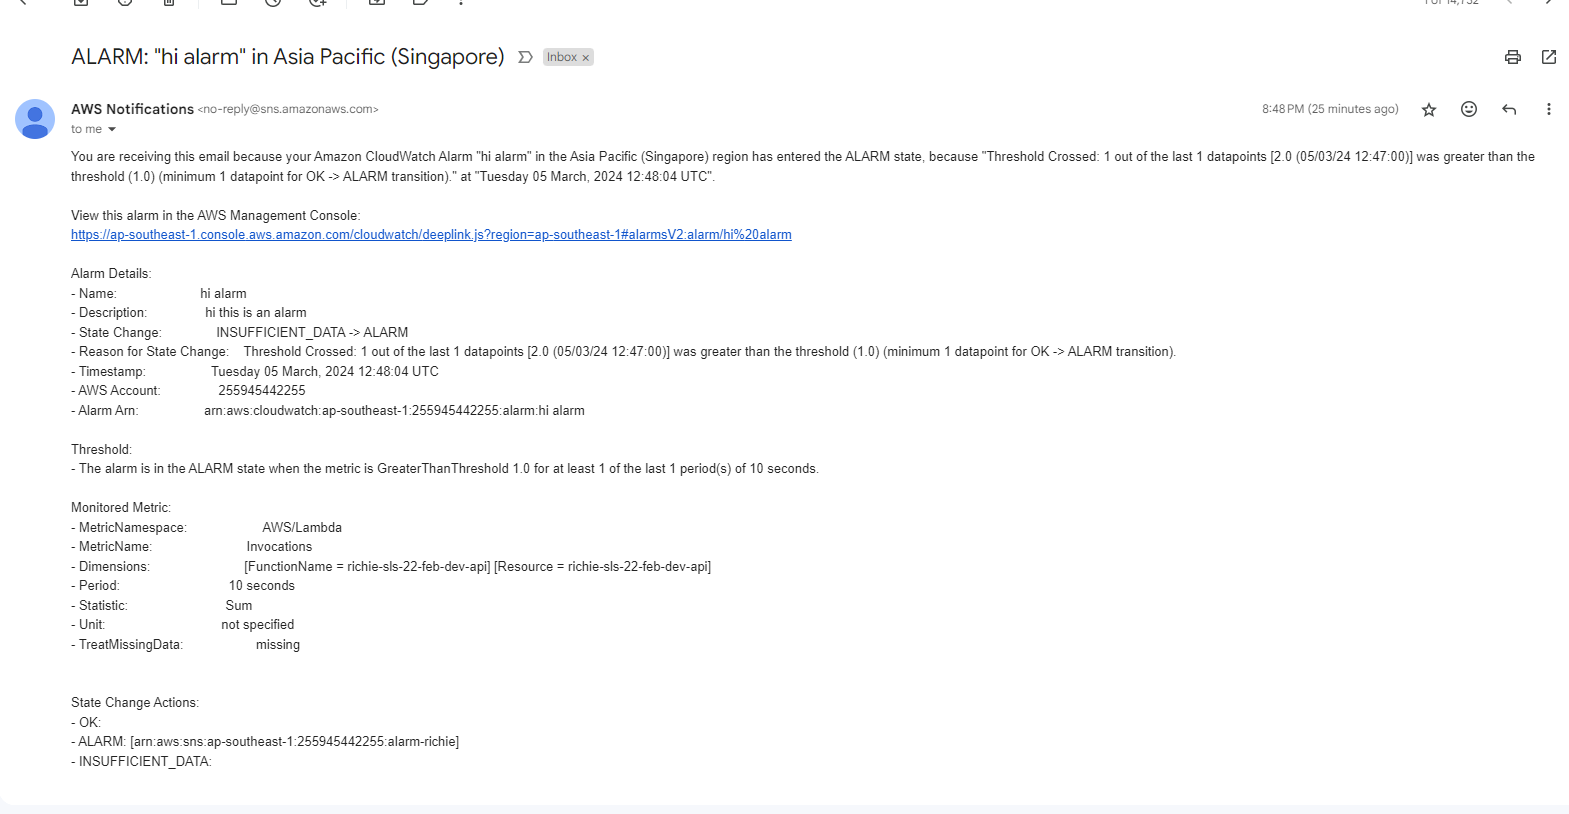 ALARM: "hi alarm" in Asia Pacific (Singapore) Inbox ×
AWS Notifications <no-reply@sns.amazonaws.com> 8:48 PM (25 minutes ago)
to me
You are receiving this email because your Amazon CloudWatch Alarm "hi alarm" in the Asia Pacific (Singapore) region has entered the ALARM state, because "Threshold Crossed: 1 out of the last 1 datapoints [2.0 (05/03/24 12:47:00)] was greater than the
threshold (1.0) (minimum 1 datapoint for OK -> ALARM transition)." at "Tuesday 05 March, 2024 12:48:04 UTC".
View this alarm in the AWS Management Console:
https://ap-southeast-1.console.aws.amazon.com/cloudwatch/deeplink.js?region=ap-southeast-1#alarmsV2:alarm/hi%20alarm
Alarm Details:
- Name: hi alarm
- Description: hi this is an alarm
- State Change: INSUFFICIENT_DATA -> ALARM
- Reason for State Change: Threshold Crossed: 1 out of the last 1 datapoints [2.0 (05/03/24 12:47:00)] was greater than the threshold (1.0) (minimum 1 datapoint for OK -> ALARM transition).
- Timestamp: Tuesday 05 March, 2024 12:48:04 UTC
- AWS Account: 255945442255
- Alarm Arn: arn:aws:cloudwatch:ap-southeast-1:255945442255:alarm:hi alarm
Threshold:
- The alarm is in the ALARM state when the metric is GreaterThanThreshold 1.0 for at least 1 of the last 1 period(s) of 10 seconds.
Monitored Metric:
- MetricNamespace: AWS/Lambda
- MetricName: Invocations
- Dimensions: [FunctionName = richie-sls-22-feb-dev-api] [Resource = richie-sls-22-feb-dev-api]
- Period: 10 seconds
- Statistic: Sum
- Unit: not specified
- TreatMissingData: missing
State Change Actions:
- OK:
- ALARM: [arn:aws:sns:ap-southeast-1:255945442255:alarm-richie]
- INSUFFICIENT_DATA: